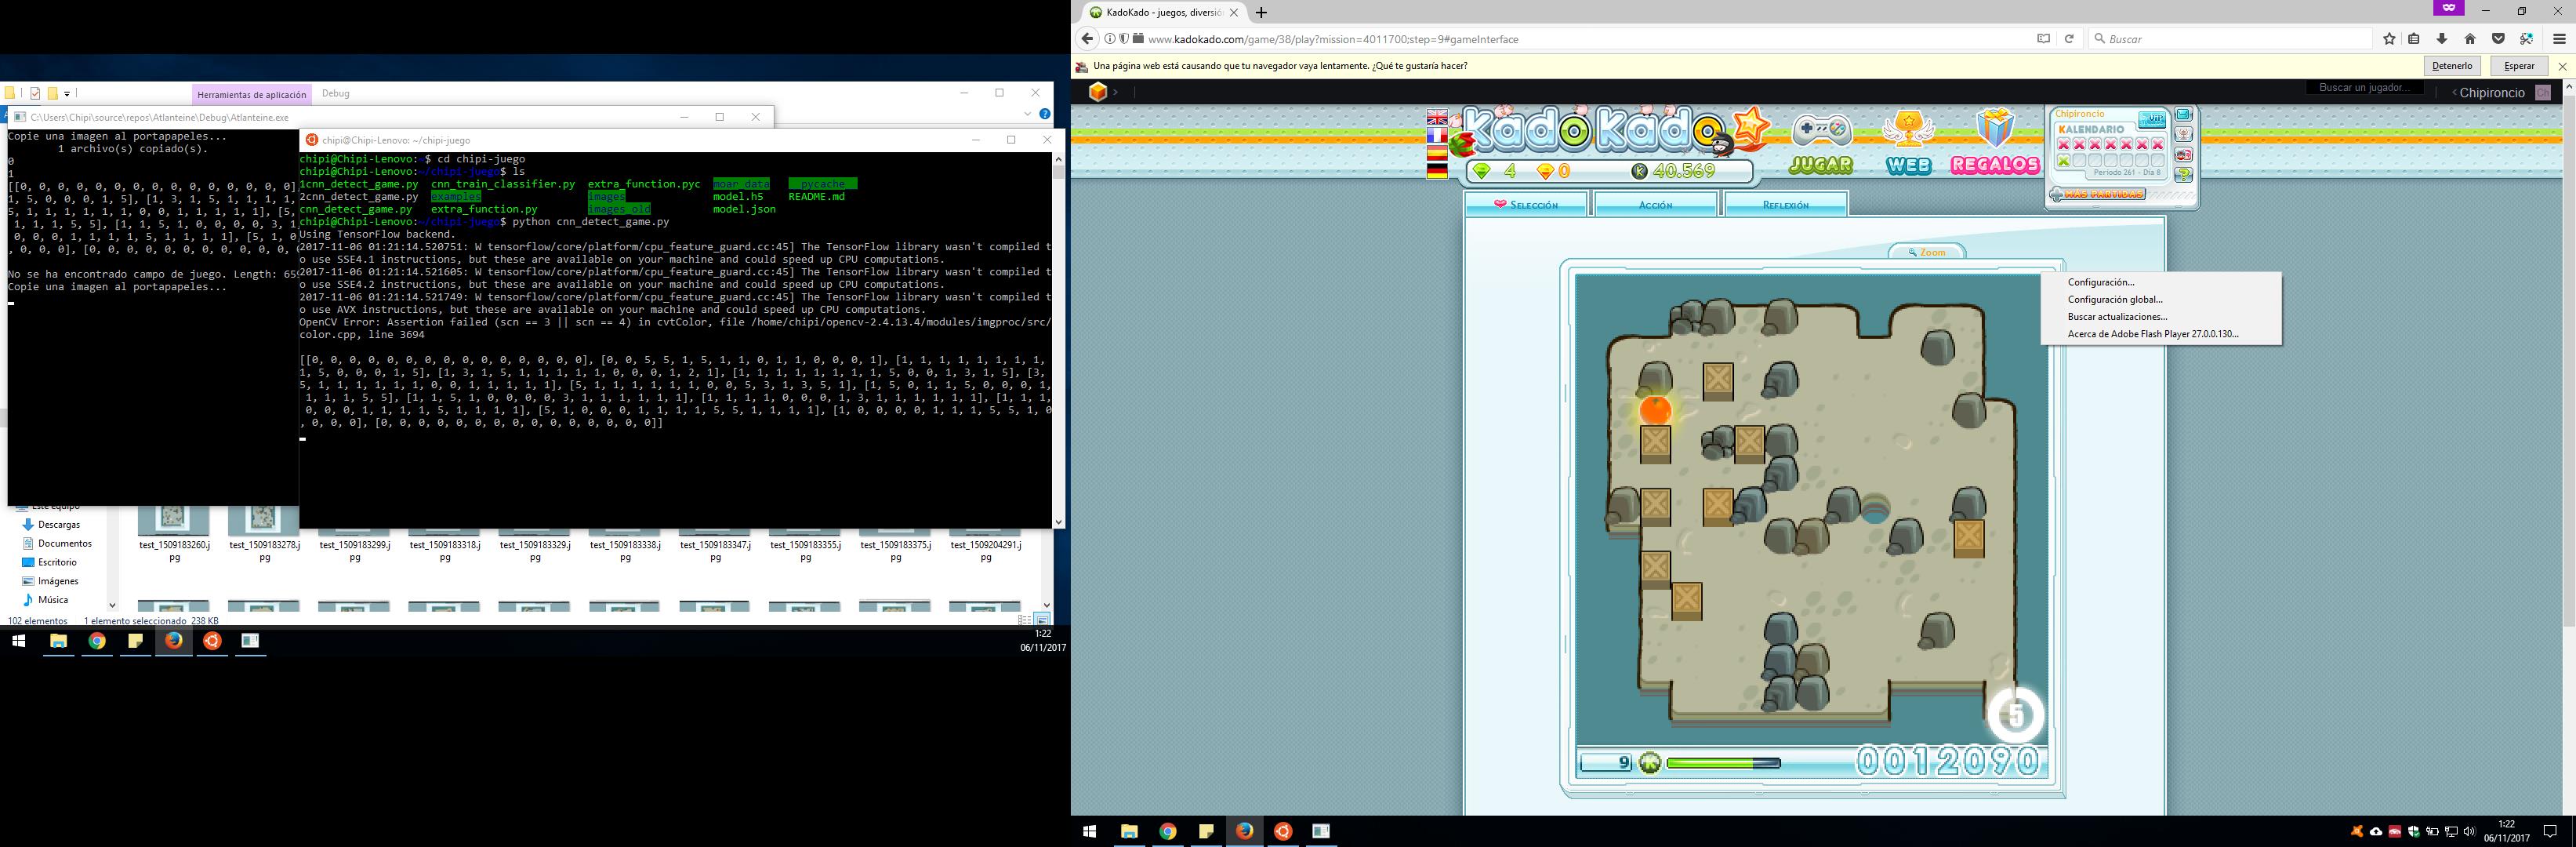 Herramientas de aplicación
Debug
C:\Users\Chipi\source\repos\Atlanteine\Debug\Atlanteine.exe
Copie una imagen al portapapeles...
1 archivo(s) copiado(s).
0
1
[[0, 0, 0, 0, 0, 0, 0, 0, 0, 0, 0, 0, 0, 0, 0],
1, 5, 0, 0, 0, 1, 5], [1, 3, 1, 5, 1, 1, 1, 1,
5, 1, 1, 1, 1, 1, 1, 0, 0, 1, 1, 1, 1, 1], [5,
1, 1, 1, 5, 5], [1, 1, 5, 1, 0, 0, 0, 0, 3, 1
0, 0, 0, 1, 1, 1, 1, 5, 1, 1, 1, 1], [5, 1, 0
, 0, 0, 0], [0, 0, 0, 0, 0, 0, 0, 0, 0, 0, 0,
No se ha encontrado campo de juego. Length: 659
Copie una imagen al portapapeles...
chipi@Chipi-Lenovo: ~/chipi-juego
chipi@Chipi-Lenovo:~$ cd chipi-juego
chipi@Chipi-Lenovo:~/chipi-juego$ ls
1cnn_detect_game.py cnn_train_classifier.py extra_function.pyc moar_data __pycache__
2cnn_detect_game.py examples images model.h5 README.md
cnn_detect_game.py extra_function.py images_old model.json
chipi@Chipi-Lenovo:~/chipi-juego$ python cnn_detect_game.py
Using TensorFlow backend.
2017-11-06 01:21:14.520751: W tensorflow/core/platform/cpu_feature_guard.cc:45] The TensorFlow library wasn't compiled t
o use SSE4.1 instructions, but these are available on your machine and could speed up CPU computations.
2017-11-06 01:21:14.521605: W tensorflow/core/platform/cpu_feature_guard.cc:45] The TensorFlow library wasn't compiled t
o use SSE4.2 instructions, but these are available on your machine and could speed up CPU computations.
2017-11-06 01:21:14.521749: W tensorflow/core/platform/cpu_feature_guard.cc:45] The TensorFlow library wasn't compiled t
o use AVX instructions, but these are available on your machine and could speed up CPU computations.
OpenCV Error: Assertion failed (scn == 3 || scn == 4) in cvtColor, file /home/chipi/opencv-2.4.13.4/modules/imgproc/src/
color.cpp, line 3694
[[0, 0, 0, 0, 0, 0, 0, 0, 0, 0, 0, 0, 0, 0, 0], [0, 0, 5, 5, 1, 5, 1, 1, 0, 1, 1, 0, 0, 0, 1], [1, 1, 1, 1, 1, 1, 1, 1,
1, 5, 0, 0, 0, 1, 5], [1, 3, 1, 5, 1, 1, 1, 1, 1, 0, 0, 0, 1, 2, 1], [1, 1, 1, 1, 1, 1, 1, 1, 5, 0, 0, 1, 3, 1, 5], [3,
5, 1, 1, 1, 1, 1, 1, 0, 0, 1, 1, 1, 1, 1], [5, 1, 1, 1, 1, 1, 1, 0, 0, 5, 3, 1, 3, 5, 1], [1, 5, 0, 1, 1, 5, 0, 0, 0, 1,
1, 1, 1, 5, 5], [1, 1, 5, 1, 0, 0, 0, 0, 3, 1, 1, 1, 1, 1, 1], [1, 1, 1, 1, 0, 0, 0, 1, 3, 1, 1, 1, 1, 1, 1], [1, 1, 1,
0, 0, 0, 1, 1, 1, 1, 5, 1, 1, 1, 1], [5, 1, 0, 0, 0, 1, 1, 1, 1, 5, 5, 1, 1, 1, 1], [1, 0, 0, 0, 0, 1, 1, 1, 5, 5, 1, 0
, 0, 0, 0], [0, 0, 0, 0, 0, 0, 0, 0, 0, 0, 0, 0, 0, 0, 0]]
Este equipo
Descargas
Documentos
Escritorio
Imágenes
Música
test_1509183260.jpg
test_1509183278.jpg
test_1509183299.jpg
test_1509183318.jpg
test_1509183329.jpg
test_1509183338.jpg
test_1509183347.jpg
test_1509183355.jpg
test_1509183375.jpg
test_1509204291.jpg
102 elementos 1 elemento seleccionado 238 KB
1:22
06/11/2017
KadoKado - juegos, diversió
www.kadokado.com/game/38/play?mission=4011700;step=9#gameInterface
Buscar
Una página web está causando que tu navegador vaya lentamente. ¿Qué te gustaría hacer?
Detenerlo
Esperar
Buscar un jugador...
Chipironcio
KadoKado
4 0 40.569
JUGAR
WEB
REGALOS
Chipironcio
VIP
KALENDARIO
Período 261 - Día 8
MÁS PARTIDAS
SELECCIÓN
ACCIÓN
REFLEXIÓN
Zoom
Configuración...
Configuración global...
Buscar actualizaciones...
Acerca de Adobe Flash Player 27.0.0.130...
5
9
0012090
1:22
06/11/2017